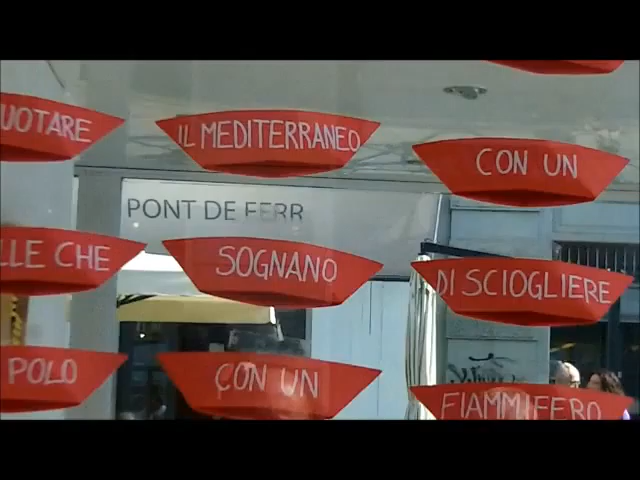 UOTARE IL MEDITERRANEO CON UN
PONT DE FERR
LLE CHE SOGNANO DI SCIOGLIERE
POLO CON UN FIAMMIFERO